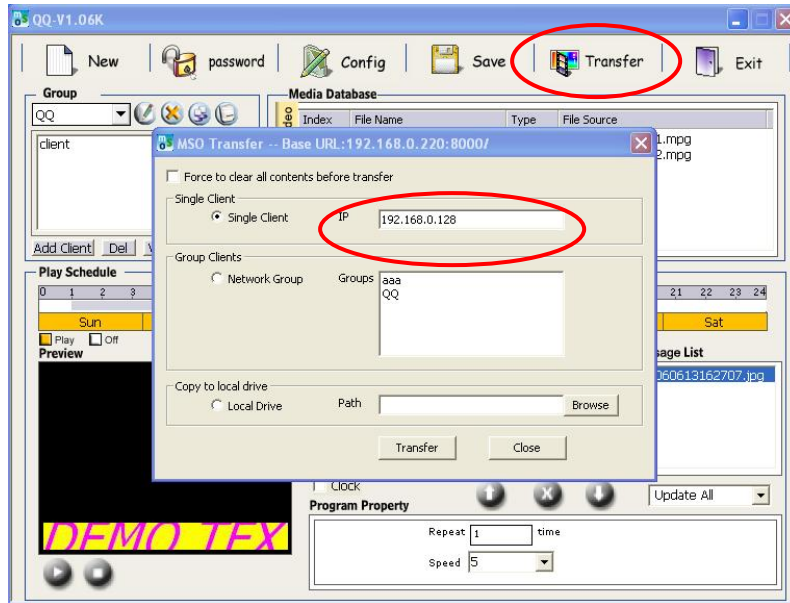 QQ-V1.06K
New password Config Save Transfer Exit
Group
QQ
client
Add Client Del
Media Database
Index File Name Type File Source
1.mpg
2.mpg
MSO Transfer -- Base URL:192.168.0.220:8000/
Force to clear all contents before transfer
Single Client
Single Client IP 192.168.0.128
Group Clients
Network Group Groups aaa
QQ
Copy to local drive
Local Drive Path Browse
Transfer Close
Play Schedule
0 1 2 3 21 22 23 24
Sun Sat
Play Off
Preview
sage List
060613162707.jpg
DEMO TEX
Clock
Update All
Program Property
Repeat 1 time
Speed 5